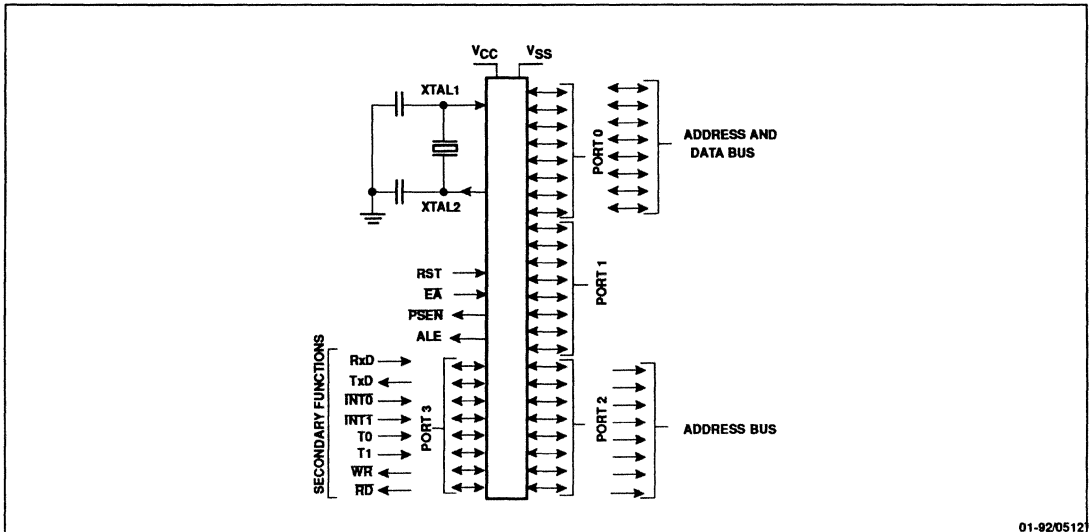 VCC VSS
XTAL1
XTAL2
PORT 0
ADDRESS AND
DATA BUS
PORT 1
RST
EA
PSEN
ALE
SECONDARY FUNCTIONS
RxD
TxD
INT0
INT1
T0
T1
WR
RD
PORT 3
PORT 2
ADDRESS BUS
01-92/0512